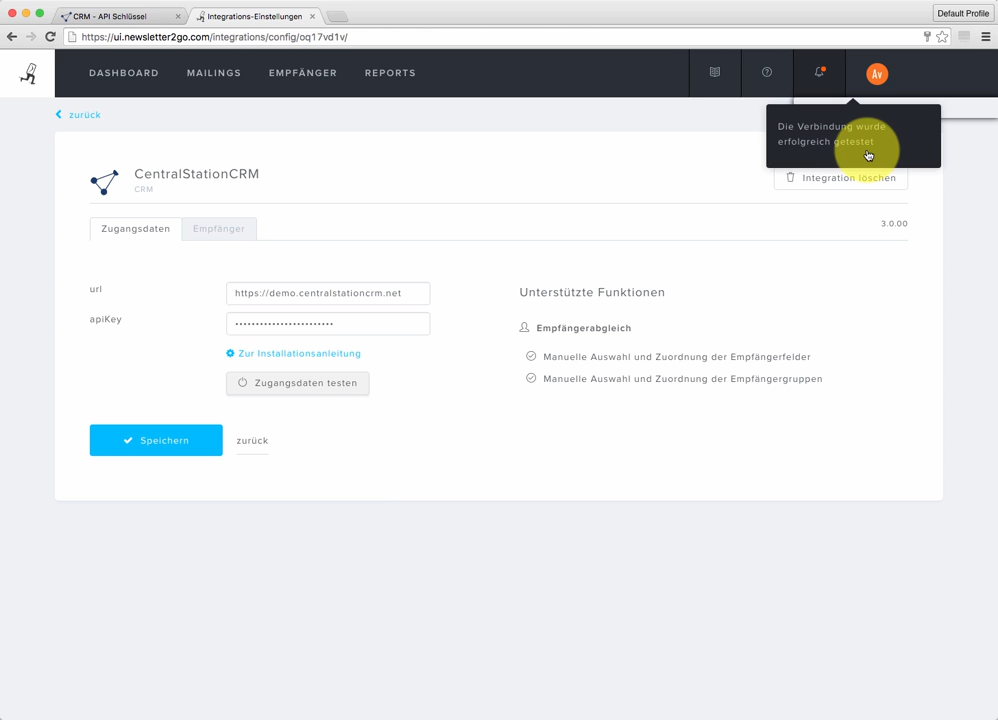 CRM - API Schlüssel
Integrations-Einstellungen
Default Profile
https://ui.newsletter2go.com/integrations/config/oq17vd1v/
DASHBOARD
MAILINGS
EMPFÄNGER
REPORTS
Av
zurück
Die Verbindung wurde
erfolgreich getestet
CentralStationCRM
CRM
Integration löschen
Zugangsdaten
Empfänger
3.0.00
url
https://demo.centralstationcrm.net
Unterstützte Funktionen
apiKey
Empfängerabgleich
Zur Installationsanleitung
Manuelle Auswahl und Zuordnung der Empfängerfelder
Zugangsdaten testen
Manuelle Auswahl und Zuordnung der Empfängergruppen
Speichern
zurück